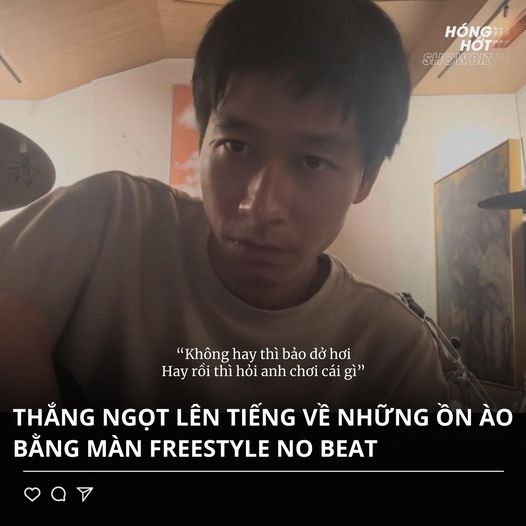 HÓNG
HỚT
SHOWBIZ
“Không hay thì bảo dở hơi
Hay rồi thì hỏi anh chơi cái gì”
THẮNG NGỌT LÊN TIẾNG VỀ NHỮNG ỒN ÀO
BẰNG MÀN FREESTYLE NO BEAT